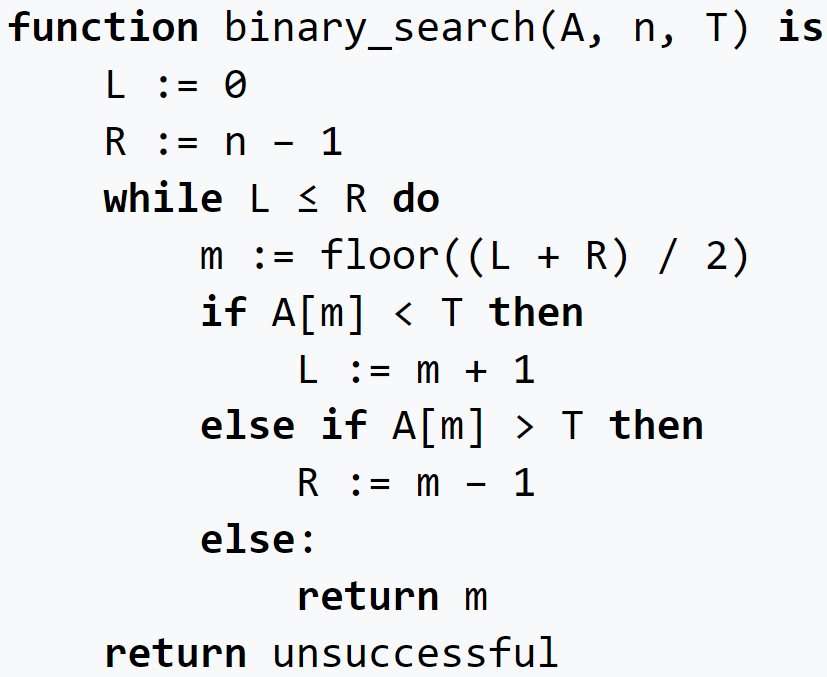 function binary_search(A, n, T) is
    L := 0
    R := n − 1
    while L ≤ R do
        m := floor((L + R) / 2)
        if A[m] < T then
            L := m + 1
        else if A[m] > T then
            R := m − 1
        else:
            return m
    return unsuccessful